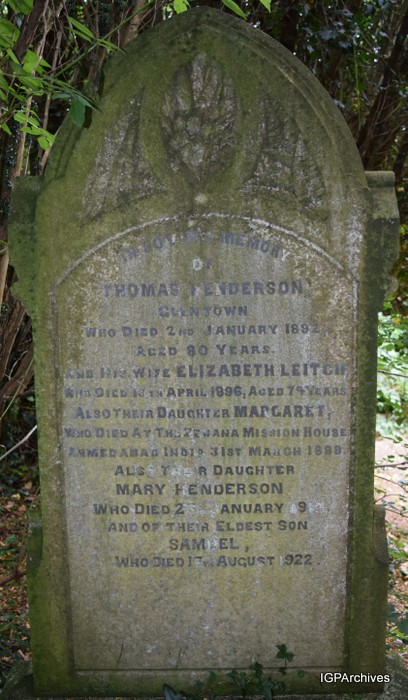 IN LOVING MEMORY
OF
THOMAS HENDERSON,
GLENTOWN
WHO DIED 2ND JANUARY 1892,
AGED 80 YEARS.
AND HIS WIFE ELIZABETH LEITCH
WHO DIED APRIL 1896, AGED 74 YEARS.
ALSO THEIR DAUGHTER MARGARET,
WHO DIED AT THE ZENANA MISSION HOUSE
AHMEDABAD INDIA 31ST MARCH
ALSO THEIR DAUGHTER
MARY HENDERSON
WHO DIED JANUARY
AND OF THEIR ELDEST SON
SAMUEL,
WHO DIED AUGUST 1922.
IGPArchives